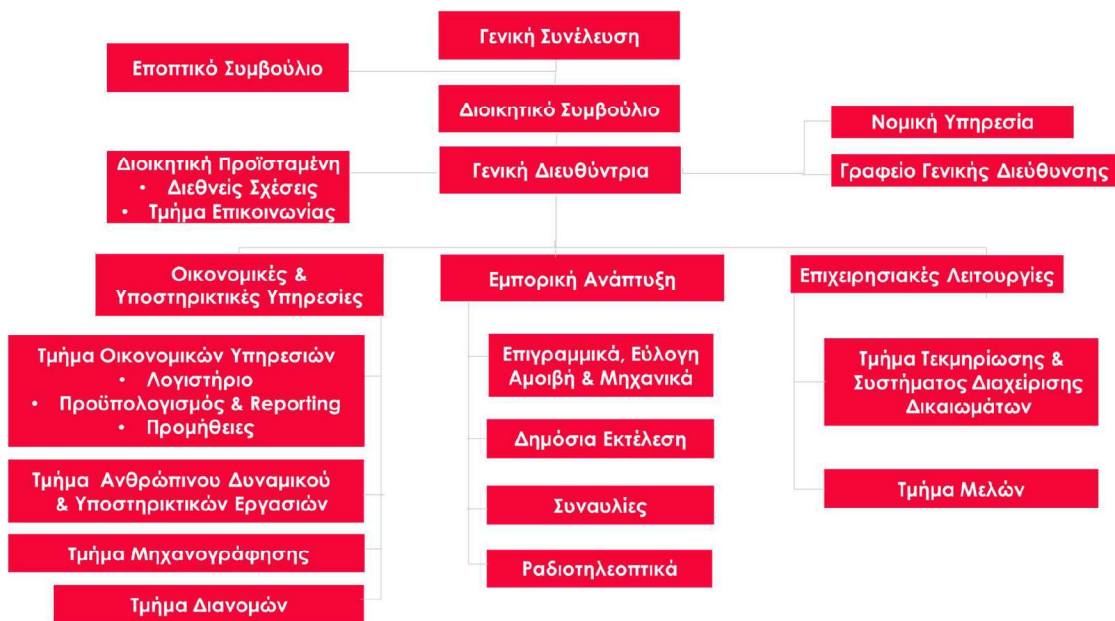 Γενική Συνέλευση
Εποπτικό Συμβούλιο
Διοικητικό Συμβούλιο
Νομική Υπηρεσία
Διοικητική Προϊσταμένη
• Διεθνείς Σχέσεις
• Τμήμα Επικοινωνίας
Γενική Διευθύντρια
Γραφείο Γενικής Διεύθυνσης
Οικονομικές &
Υποστηρικτικές Υπηρεσίες
Εμπορική Ανάπτυξη
Επιχειρησιακές Λειτουργίες
Τμήμα Οικονομικών Υπηρεσιών
• Λογιστήριο
• Προϋπολογισμός & Reporting
• Προμήθειες
Τμήμα Ανθρώπινου Δυναμικού
& Υποστηρικτικών Εργασιών
Τμήμα Μηχανογράφησης
Τμήμα Διανομών
Επιγραμμικά, Εύλογη
Αμοιβή & Μηχανικά
Δημόσια Εκτέλεση
Συναυλίες
Ραδιοτηλεοπτικά
Τμήμα Τεκμηρίωσης &
Συστήματος Διαχείρισης
Δικαιωμάτων
Τμήμα Μελών